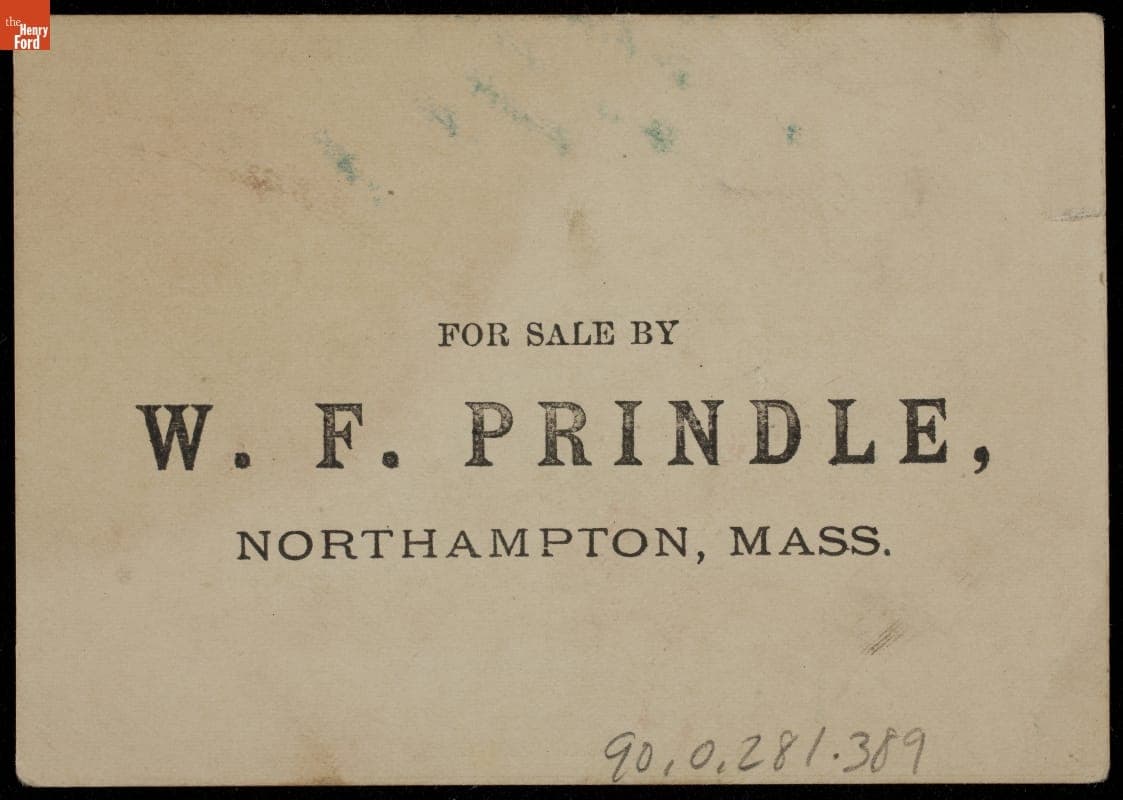 the
Henry
Ford
FOR SALE BY
W. F. PRINDLE,
NORTHAMPTON, MASS.
90.0.281.389